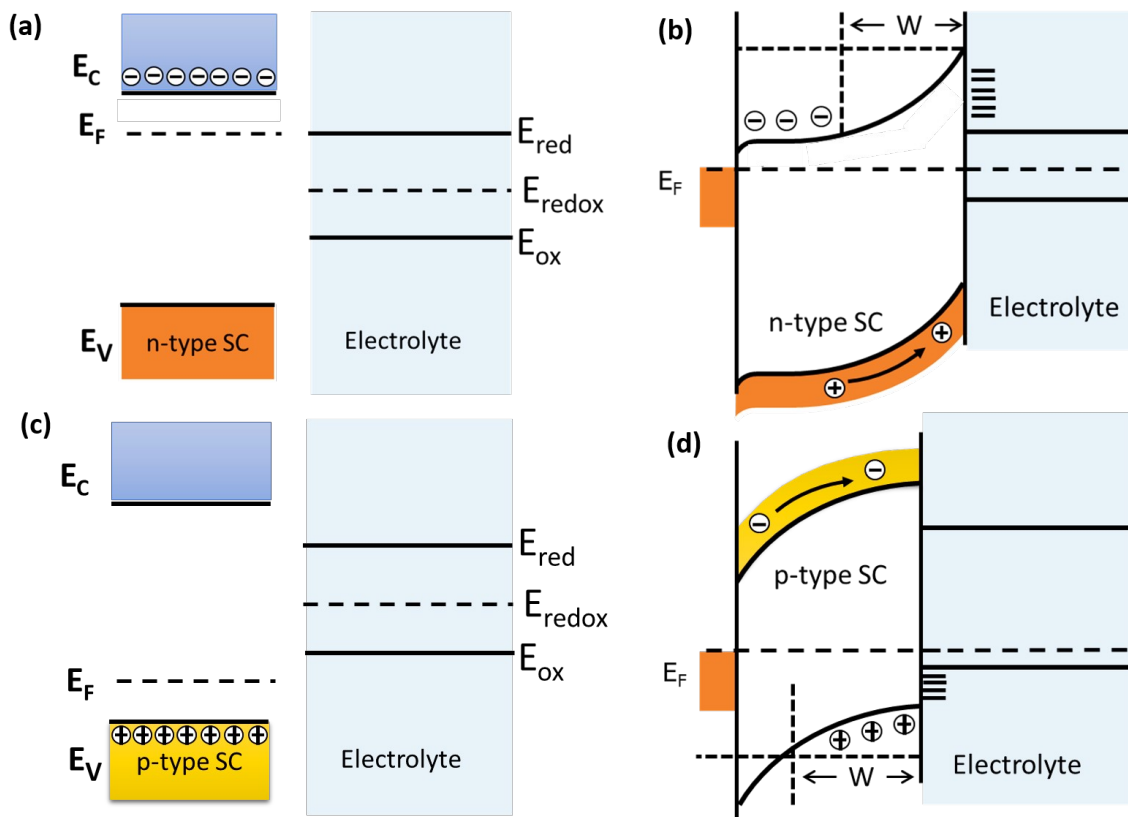 (a)
E_C
E_F
E_V
n-type SC
E_red
E_redox
E_ox
Electrolyte
(b)
W
E_F
n-type SC
Electrolyte
(c)
E_C
E_F
E_V
p-type SC
E_red
E_redox
E_ox
Electrolyte
(d)
p-type SC
E_F
W
Electrolyte